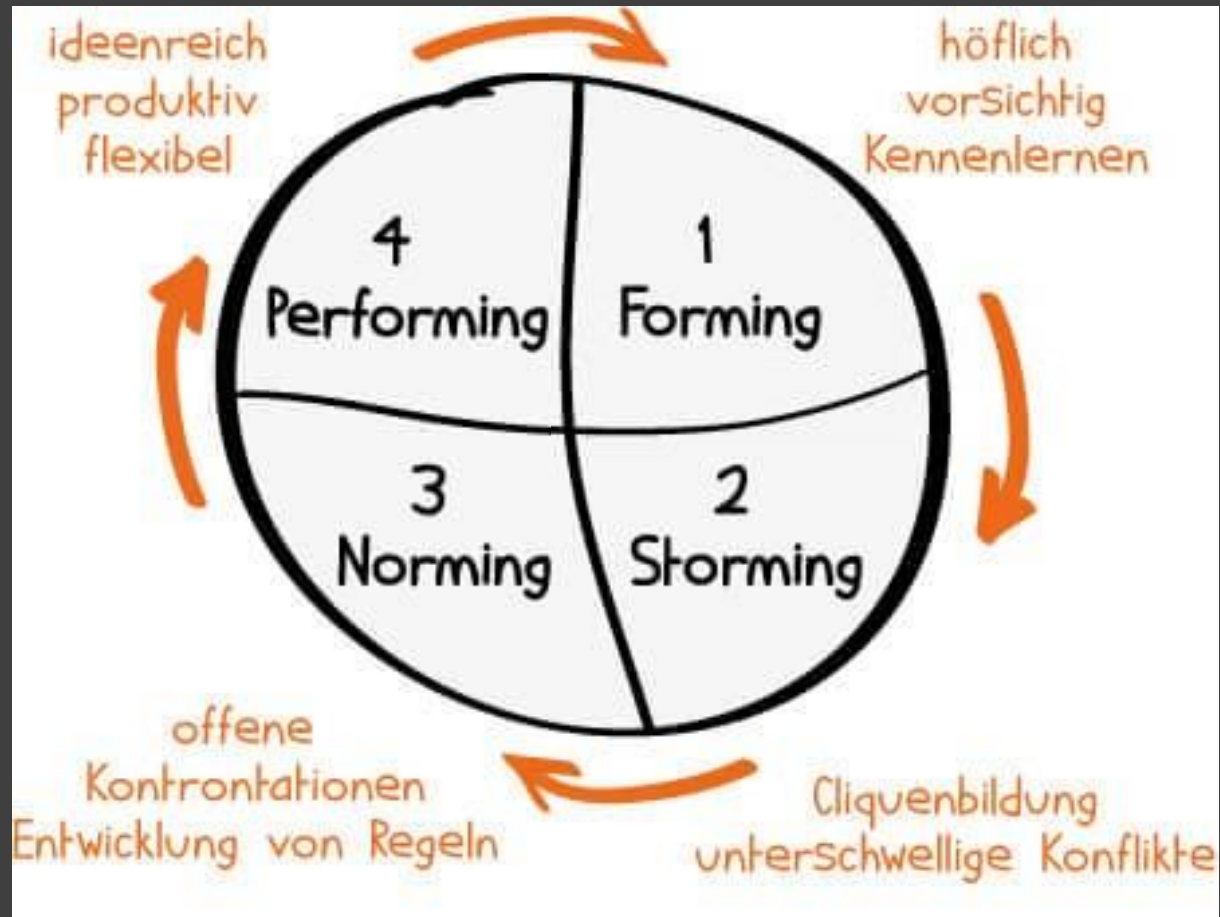 ideenreich
produktiv
flexibel
höflich
vorsichtig
Kennenlernen
4
Performing
1
Forming
3
Norming
2
Storming
offene
Kontrontationen
Entwicklung von Regeln
Cliquenbildung
unterschwellige Konflikte